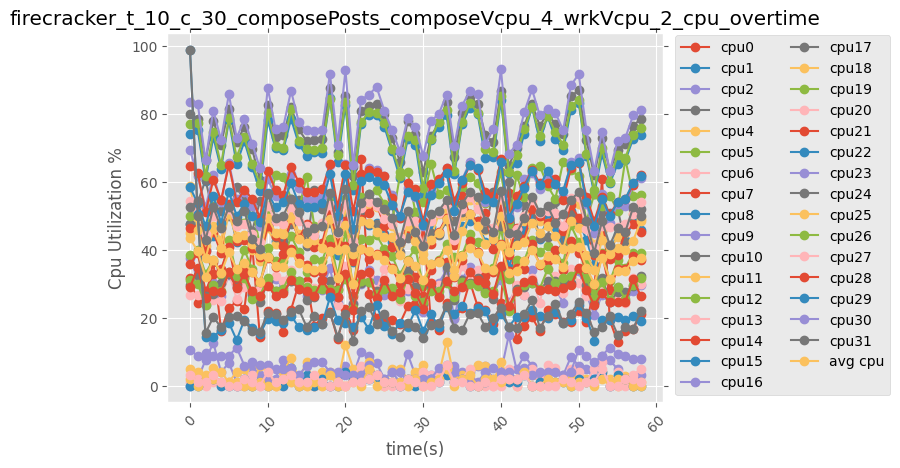 firecracker_t_10_c_30_composePosts_composeVcpu_4_wrkVcpu_2_cpu_overtime
100
80
60
40
20
0
Cpu Utilization %
0
10
20
30
40
50
60
time(s)
cpu0
cpu1
cpu2
cpu3
cpu4
cpu5
cpu6
cpu7
cpu8
cpu9
cpu10
cpu11
cpu12
cpu13
cpu14
cpu15
cpu16
cpu17
cpu18
cpu19
cpu20
cpu21
cpu22
cpu23
cpu24
cpu25
cpu26
cpu27
cpu28
cpu29
cpu30
cpu31
avg cpu